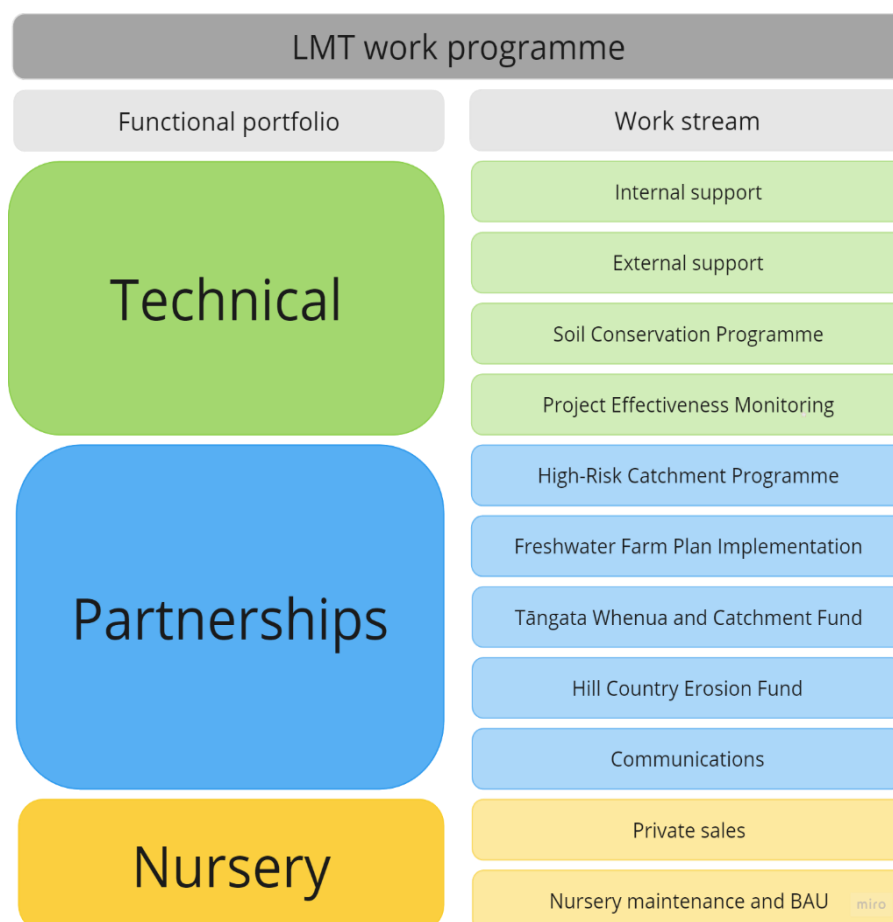 LMT work programme
Functional portfolio
Work stream
Technical
Internal support
External support
Soil Conservation Programme
Project Effectiveness Monitoring
Partnerships
High-Risk Catchment Programme
Freshwater Farm Plan Implementation
Tāngata Whenua and Catchment Fund
Hill Country Erosion Fund
Communications
Nursery
Private sales
Nursery maintenance and BAU
miro